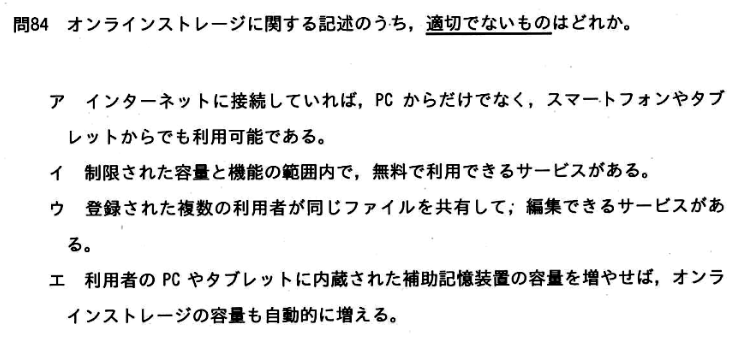 問84 オンラインストレージに関する記述のうち，適切でないものはどれか。
ア インターネットに接続していれば，PC からだけでなく，スマートフォンやタブ
レットからでも利用可能である。
イ 制限された容量と機能の範囲内で，無料で利用できるサービスがある。
ウ 登録された複数の利用者が同じファイルを共有して；編集できるサービスがあ
る。
エ 利用者の PC やタブレットに内蔵された補助記憶装置の容量を増やせば，オンラ
インストレージの容量も自動的に増える。